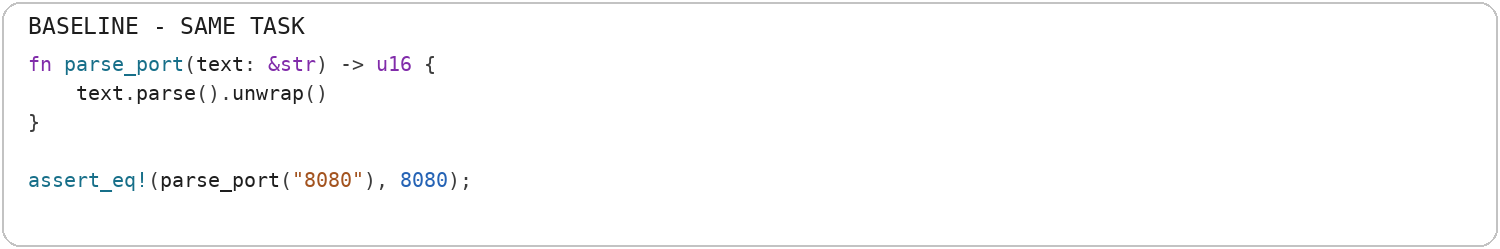 BASELINE - SAME TASK
fn parse_port(text: &str) -> u16 {
    text.parse().unwrap()
}
assert_eq!(parse_port("8080"), 8080);